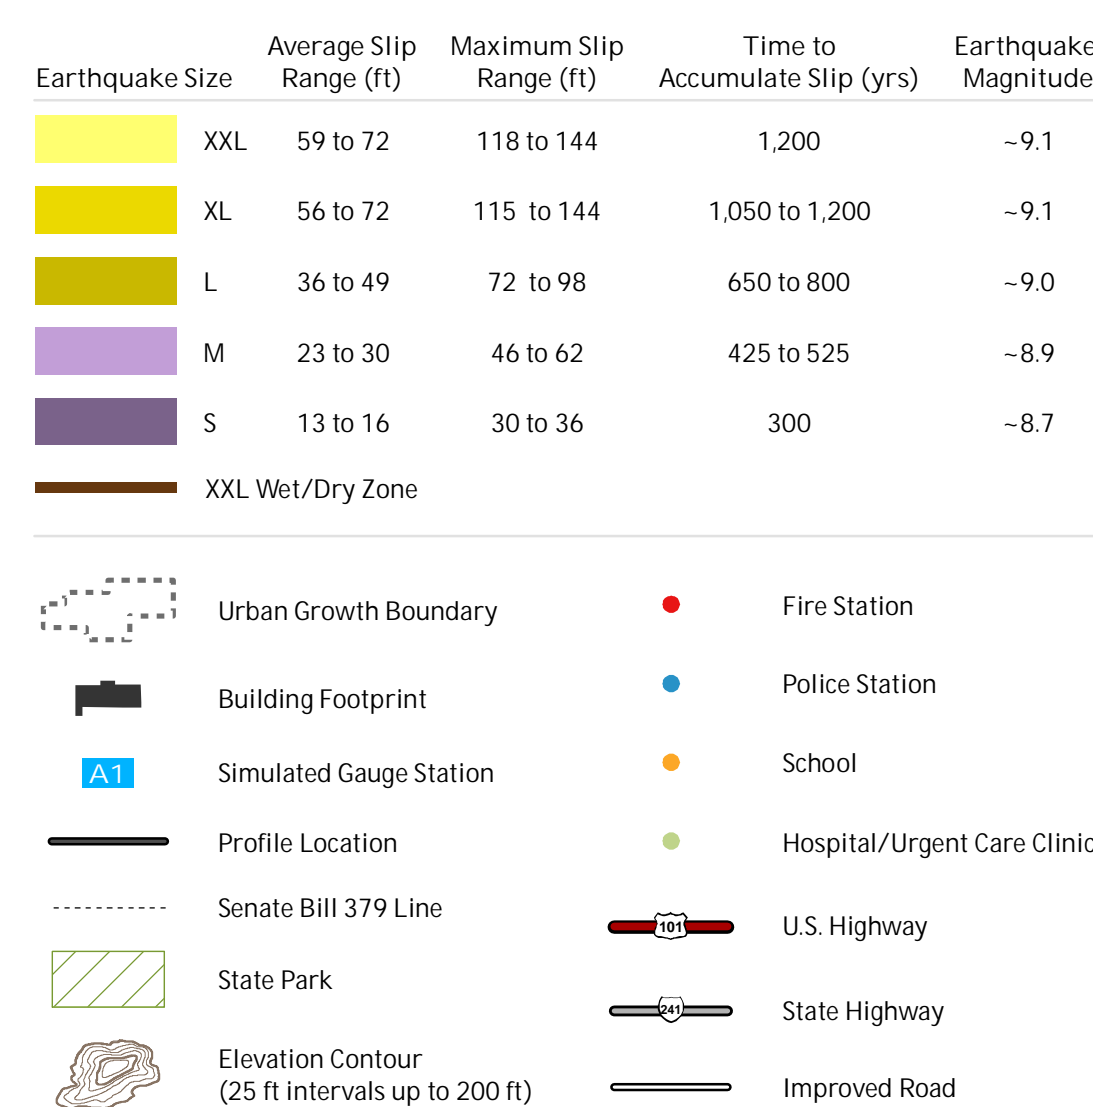 Average Slip Maximum Slip Time to Earthquake
Earthquake Size Range (ft) Range (ft) Accumulate Slip (yrs) Magnitude
XXL 59 to 72 118 to 144 1,200 ~9.1
XL 56 to 72 115 to 144 1,050 to 1,200 ~9.1
L 36 to 49 72 to 98 650 to 800 ~9.0
M 23 to 30 46 to 62 425 to 525 ~8.9
S 13 to 16 30 to 36 300 ~8.7
XXL Wet/Dry Zone
Urban Growth Boundary
Building Footprint
A1 Simulated Gauge Station
Profile Location
Senate Bill 379 Line
State Park
Elevation Contour
(25 ft intervals up to 200 ft)
Fire Station
Police Station
School
Hospital/Urgent Care Clinic
101 U.S. Highway
241 State Highway
Improved Road